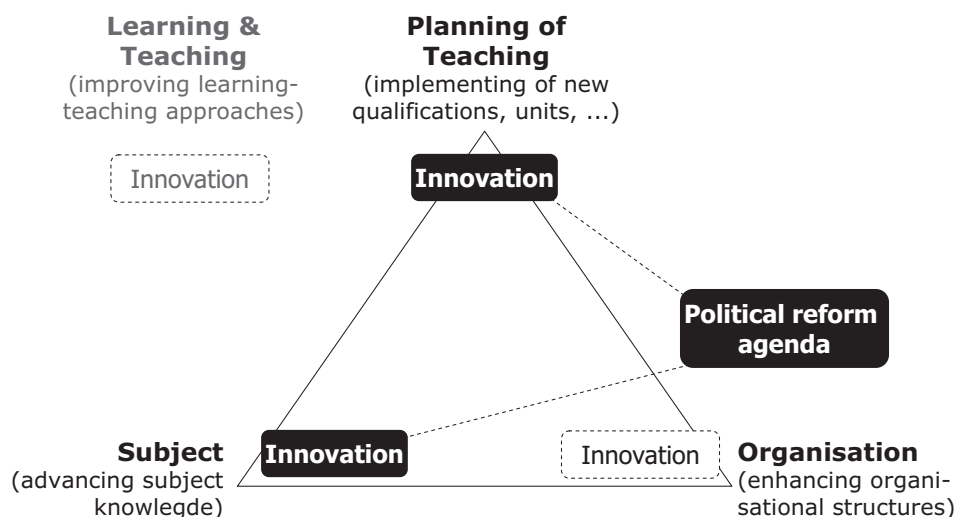 Learning &
Teaching
(improving learning-
teaching approaches)
Innovation
Planning of
Teaching
(implementing of new
qualifications, units, ...)
Innovation
Political reform
agenda
Subject
(advancing subject
knowleqde)
Innovation
Innovation
Organisation
(enhancing organi-
sational structures)